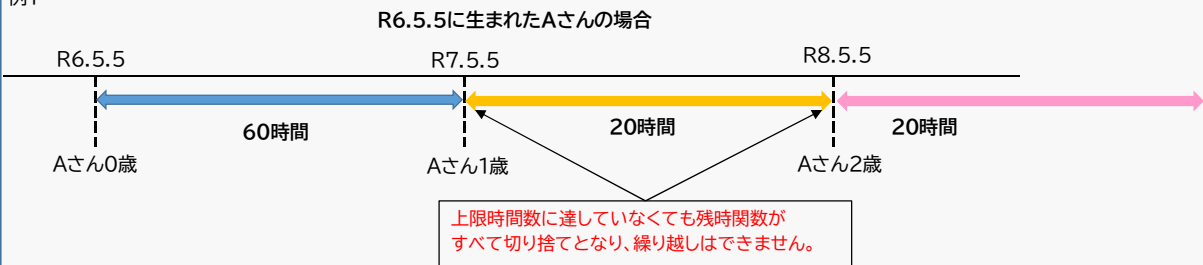 R6.5.5に生まれたAさんの場合
R6.5.5
R7.5.5
R8.5.5
60時間
20時間
20時間
Aさん0歳
Aさん1歳
Aさん2歳
上限時間数に達していなくても残時関数が
すべて切り捨てとなり、繰り越しはできません。